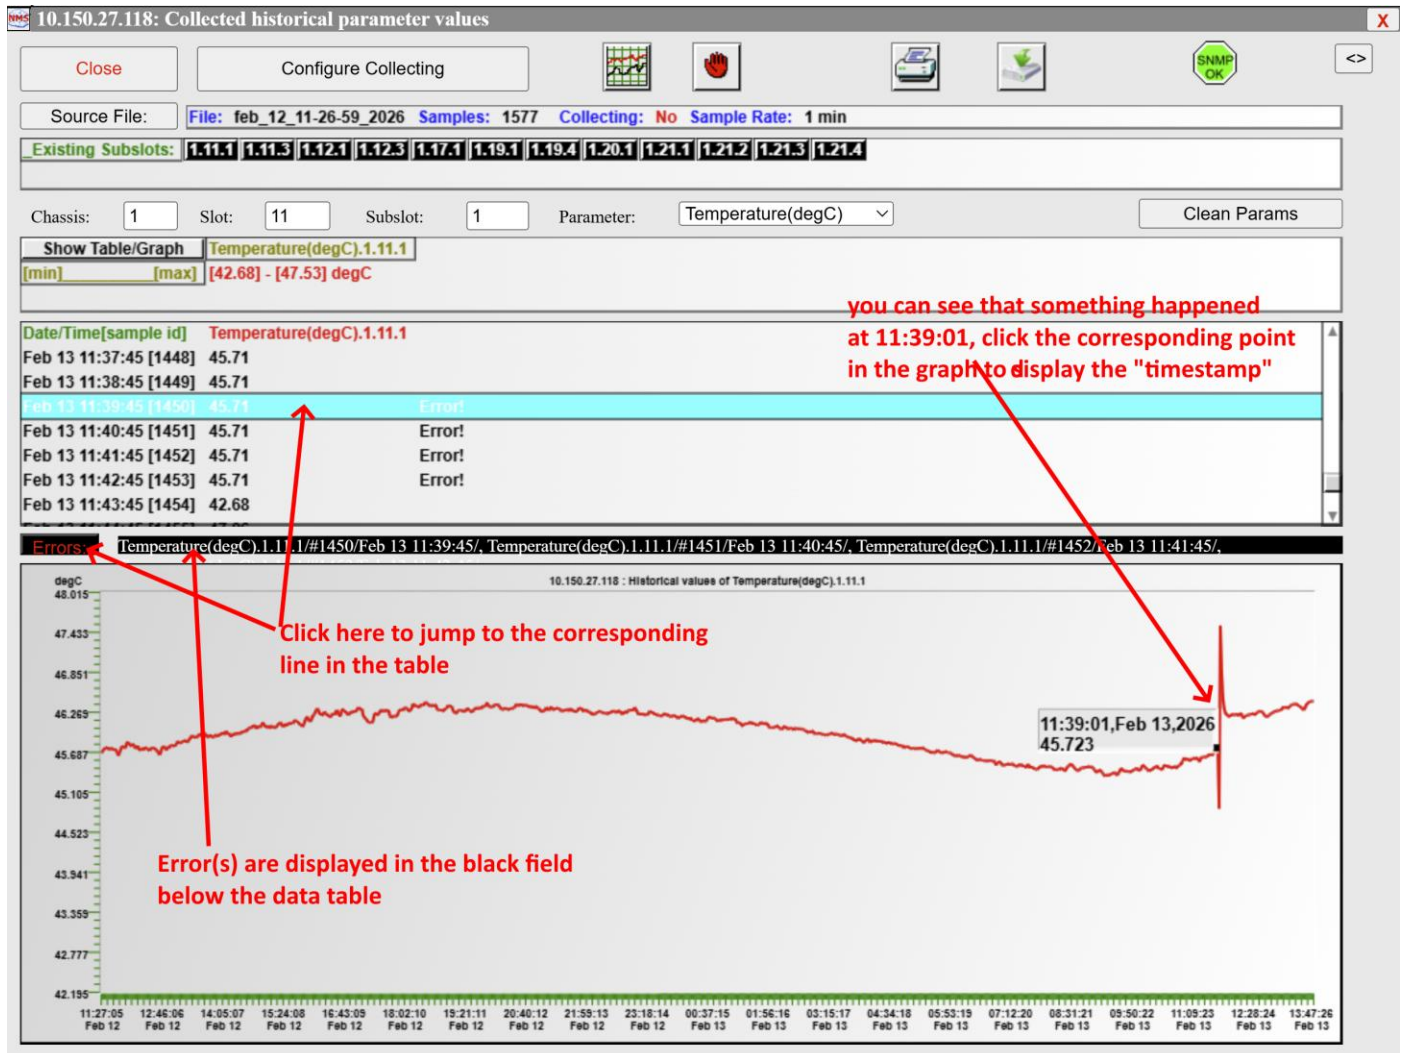 NMS 10.150.27.118: Collected historical parameter values X
Close Configure Collecting SNMP OK <>
Source File: File: feb_12_11-26-59_2026 Samples: 1577 Collecting: No Sample Rate: 1 min
_Existing Subslots: 1.11.1 1.11.3 1.12.1 1.12.3 1.17.1 1.19.1 1.19.4 1.20.1 1.21.1 1.21.2 1.21.3 1.21.4
Chassis: 1 Slot: 11 Subslot: 1 Parameter: Temperature(degC) Clean Params
Show Table/Graph Temperature(degC).1.11.1
[min]________[max] [42.68] - [47.53] degC
you can see that something happened
at 11:39:01, click the corresponding point
in the graph to display the "timestamp"
Date/Time[sample id] Temperature(degC).1.11.1
Feb 13 11:37:45 [1448] 45.71
Feb 13 11:38:45 [1449] 45.71
Feb 13 11:39:45 [1450] 45.71 Error!
Feb 13 11:40:45 [1451] 45.71 Error!
Feb 13 11:41:45 [1452] 45.71 Error!
Feb 13 11:42:45 [1453] 45.71 Error!
Feb 13 11:43:45 [1454] 42.68
Errors: Temperature(degC).1.11.1/#1450/Feb 13 11:39:45/, Temperature(degC).1.11.1/#1451/Feb 13 11:40:45/, Temperature(degC).1.11.1/#1452/Feb 13 11:41:45/,
degC 10.150.27.118 : Historical values of Temperature(degC).1.11.1
48.015
47.433
46.851
46.269
45.687
45.105
44.523
43.941
43.359
42.777
42.195
Click here to jump to the corresponding
line in the table
11:39:01,Feb 13,2026
45.723
Error(s) are displayed in the black field
below the data table
11:27:05 12:46:06 14:05:07 15:24:08 16:43:09 18:02:10 19:21:11 20:40:12 21:59:13 23:18:14 00:37:15 01:56:16 03:15:17 04:34:18 05:53:19 07:12:20 08:31:21 09:50:22 11:09:23 12:28:24 13:47:26
Feb 12 Feb 12 Feb 12 Feb 12 Feb 12 Feb 12 Feb 12 Feb 12 Feb 12 Feb 12 Feb 13 Feb 13 Feb 13 Feb 13 Feb 13 Feb 13 Feb 13 Feb 13 Feb 13 Feb 13 Feb 13